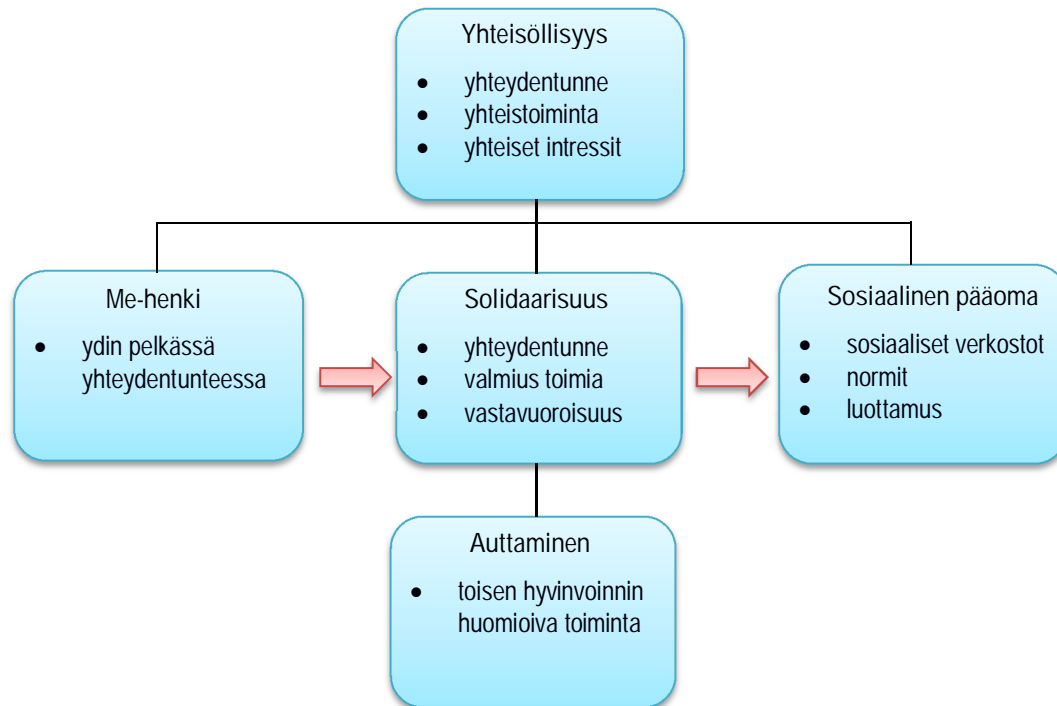 Yhteisöllisyys
• yhteydentunne
• yhteistoiminta
• yhteiset intressit
Me-henki
• ydin pelkässä
yhteydentunteessa
Solidaarisuus
• yhteydentunne
• valmius toimia
• vastavuoroisuus
Sosiaalinen pääoma
• sosiaaliset verkostot
• normit
• luottamus
Auttaminen
• toisen hyvinvoinnin
huomioiva toiminta